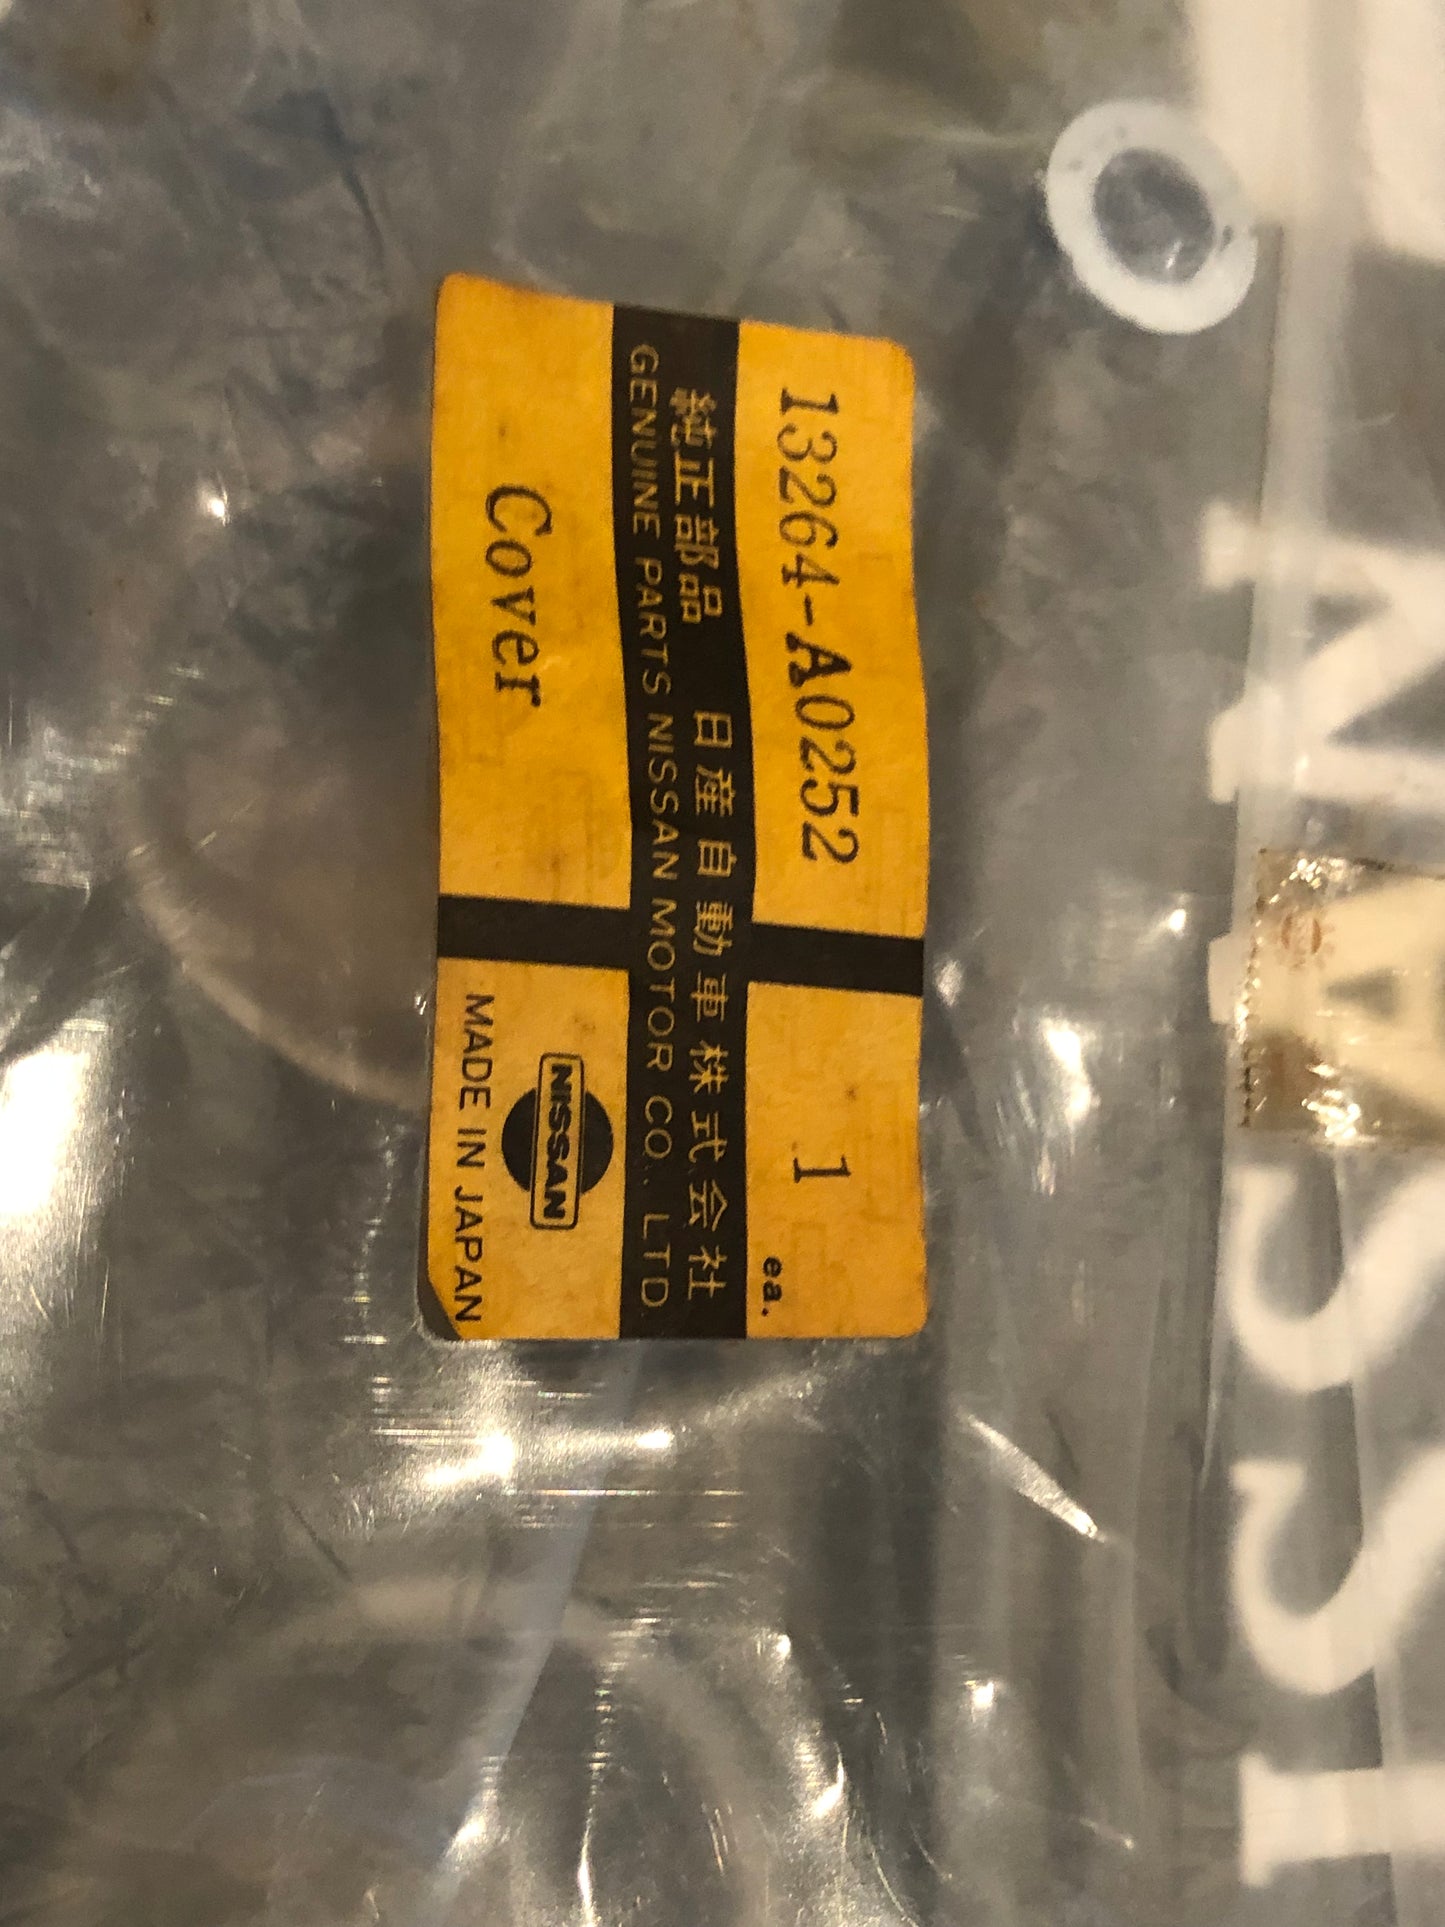 13264-A0252
1
ea.
純正部品 日産自動車株式会社
GENUINE PARTS NISSAN MOTOR CO., LTD.
Cover
NISSAN
MADE IN JAPAN
NISSAN